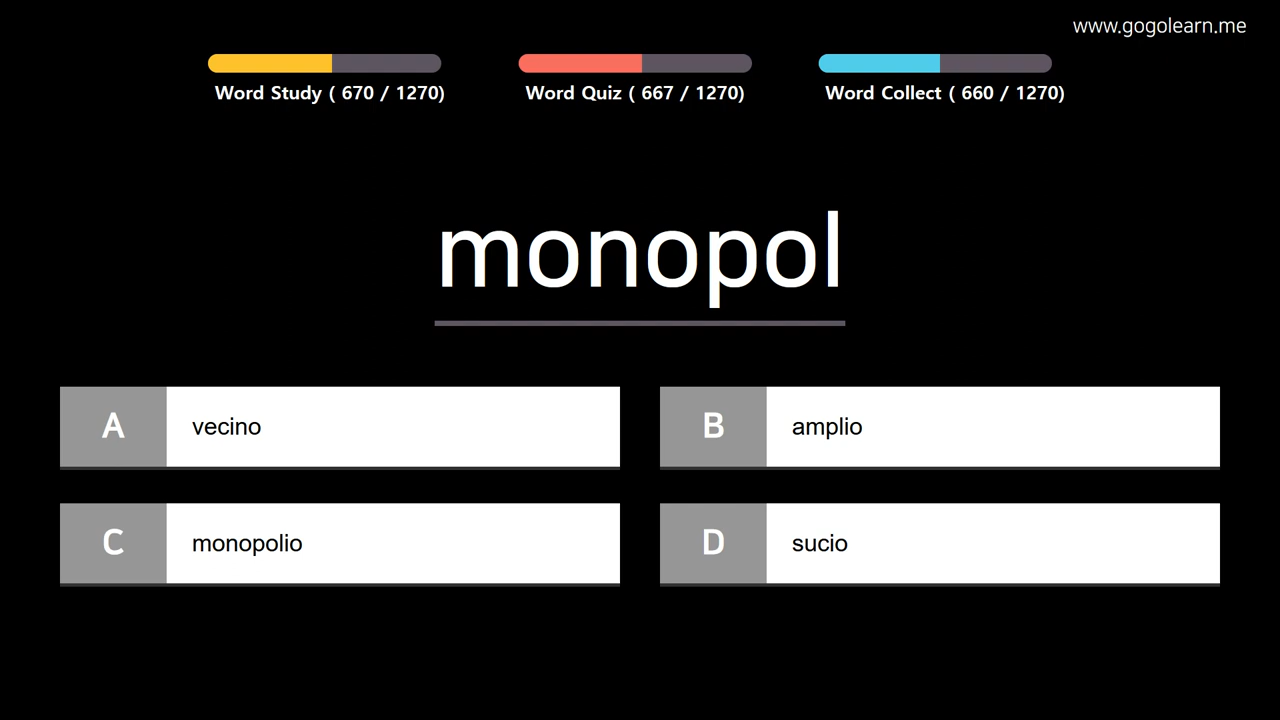 www.gogolearn.me
Word Study ( 670 / 1270)
Word Quiz ( 667 / 1270)
Word Collect ( 660 / 1270)
monopol
A vecino
B amplio
C monopolio
D sucio